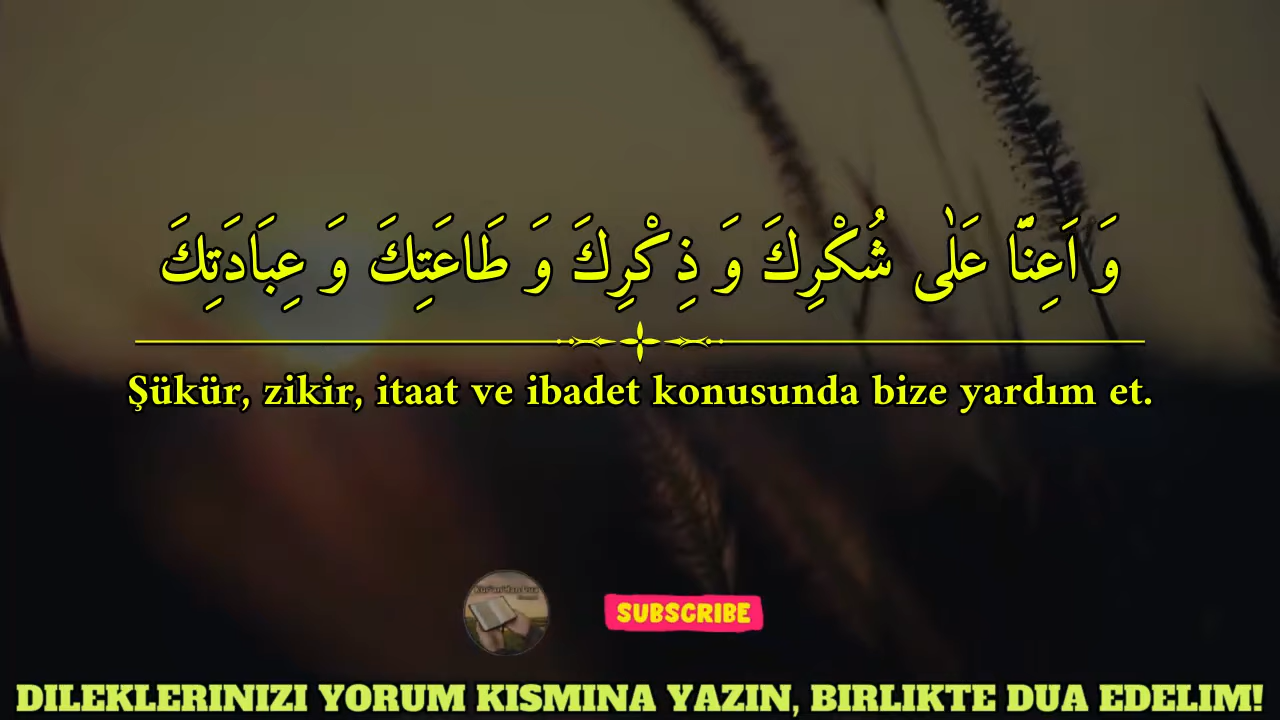 وَ اَعِنَّا عَلٰى شُكْرِكَ وَ ذِكْرِكَ وَ طَاعَتِكَ وَ عِبَادَتِكَ
Şükür, zikir, itaat ve ibadet konusunda bize yardım et.
SUBSCRIBE
DILEKLERINIZI YORUM KISMINA YAZIN, BIRLIKTE DUA EDELIM!